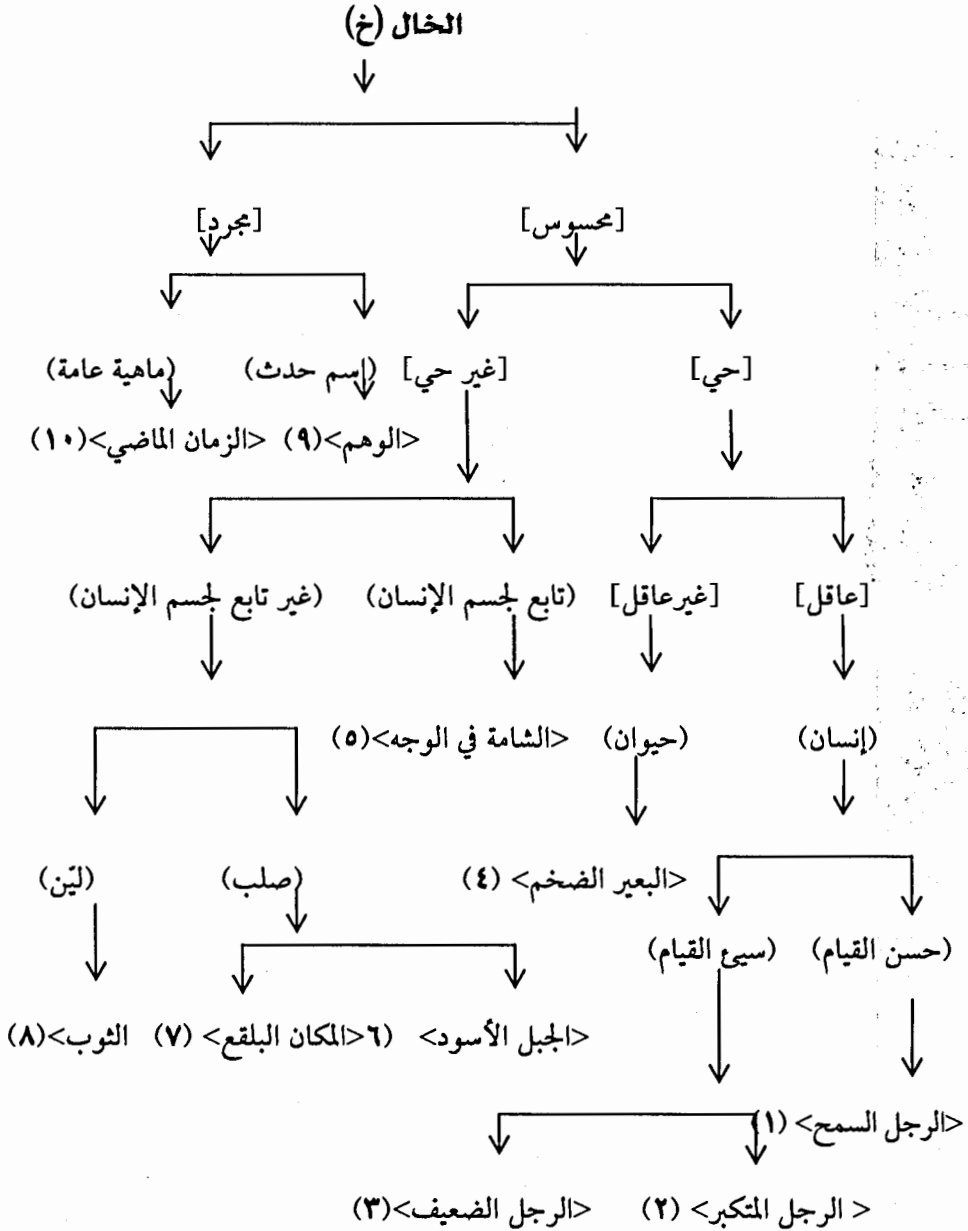 الخال (خ)
[محسوس] [مجرد]
[حي] [غير حي] (إسم حدث) (ماهية عامة)
<الوهم>(٩) <الزمان الماضي>(١٠)
[عاقل] [غيرعاقل] (تابع لجسم الإنسان) (غير تابع لجسم الإنسان)
(إنسان) (حيوان) <الشامة في الوجه>(٥)
<البعير الضخم> (٤) (صلب) (ليّن)
(حسن القيام) (سيئ القيام)
<الجبل الأسود> (٦ <المكان البلقع> (٧) الثوب>(٨)
<الرجل السمح> (١)
< الرجل المتكبر> (٢) <الرجل الضعيف>(٣)